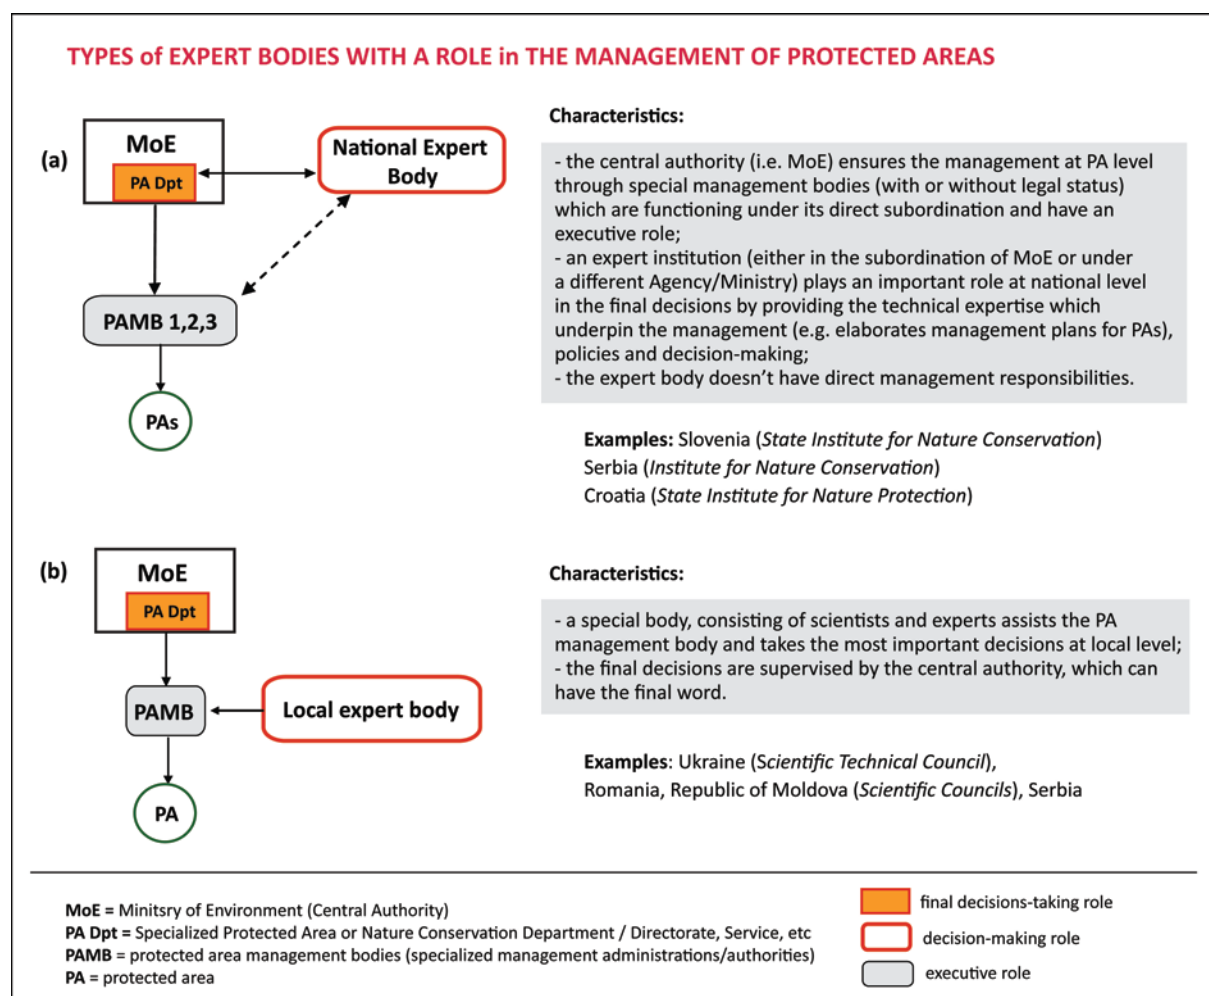 TYPES of EXPERT BODIES WITH A ROLE in THE MANAGEMENT OF PROTECTED AREAS
(a)
MoE
PA Dpt
National Expert
Body
PAMB 1,2,3
PAs
Characteristics:
- the central authority (i.e. MoE) ensures the management at PA level
through special management bodies (with or without legal status)
which are functioning under its direct subordination and have an
executive role;
- an expert institution (either in the subordination of MoE or under
a different Agency/Ministry) plays an important role at national level
in the final decisions by providing the technical expertise which
underpin the management (e.g. elaborates management plans for PAs),
policies and decision-making;
- the expert body doesn’t have direct management responsibilities.
Examples: Slovenia (State Institute for Nature Conservation)
Serbia (Institute for Nature Conservation)
Croatia (State Institute for Nature Protection)
(b)
MoE
PA Dpt
PAMB
Local expert body
PA
Characteristics:
- a special body, consisting of scientists and experts assists the PA
management body and takes the most important decisions at local level;
- the final decisions are supervised by the central authority, which can
have the final word.
Examples: Ukraine (Scientific Technical Council),
Romania, Republic of Moldova (Scientific Councils), Serbia
MoE = Minitsry of Environment (Central Authority)
PA Dpt = Specialized Protected Area or Nature Conservation Department / Directorate, Service, etc
PAMB = protected area management bodies (specialized management administrations/authorities)
PA = protected area
final decisions-taking role
decision-making role
executive role